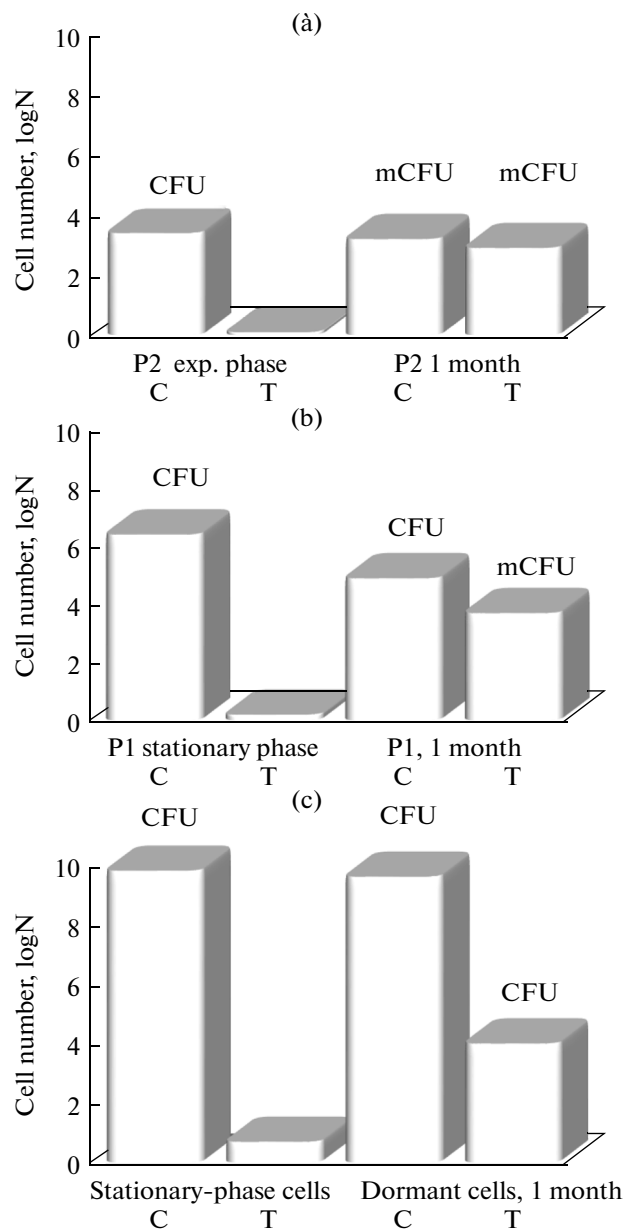 (à)
10
8
6
4
2
0
Cell number, logN
CFU
mCFU mCFU
P2 exp. phase P2 1 month
C T C T
(b)
10
8
6
4
2
0
Cell number, logN
CFU
CFU
mCFU
P1 stationary phase P1, 1 month
C T C T
(c)
10
8
6
4
2
0
Cell number, logN
CFU CFU
CFU
Stationary-phase cells Dormant cells, 1 month
C T C T